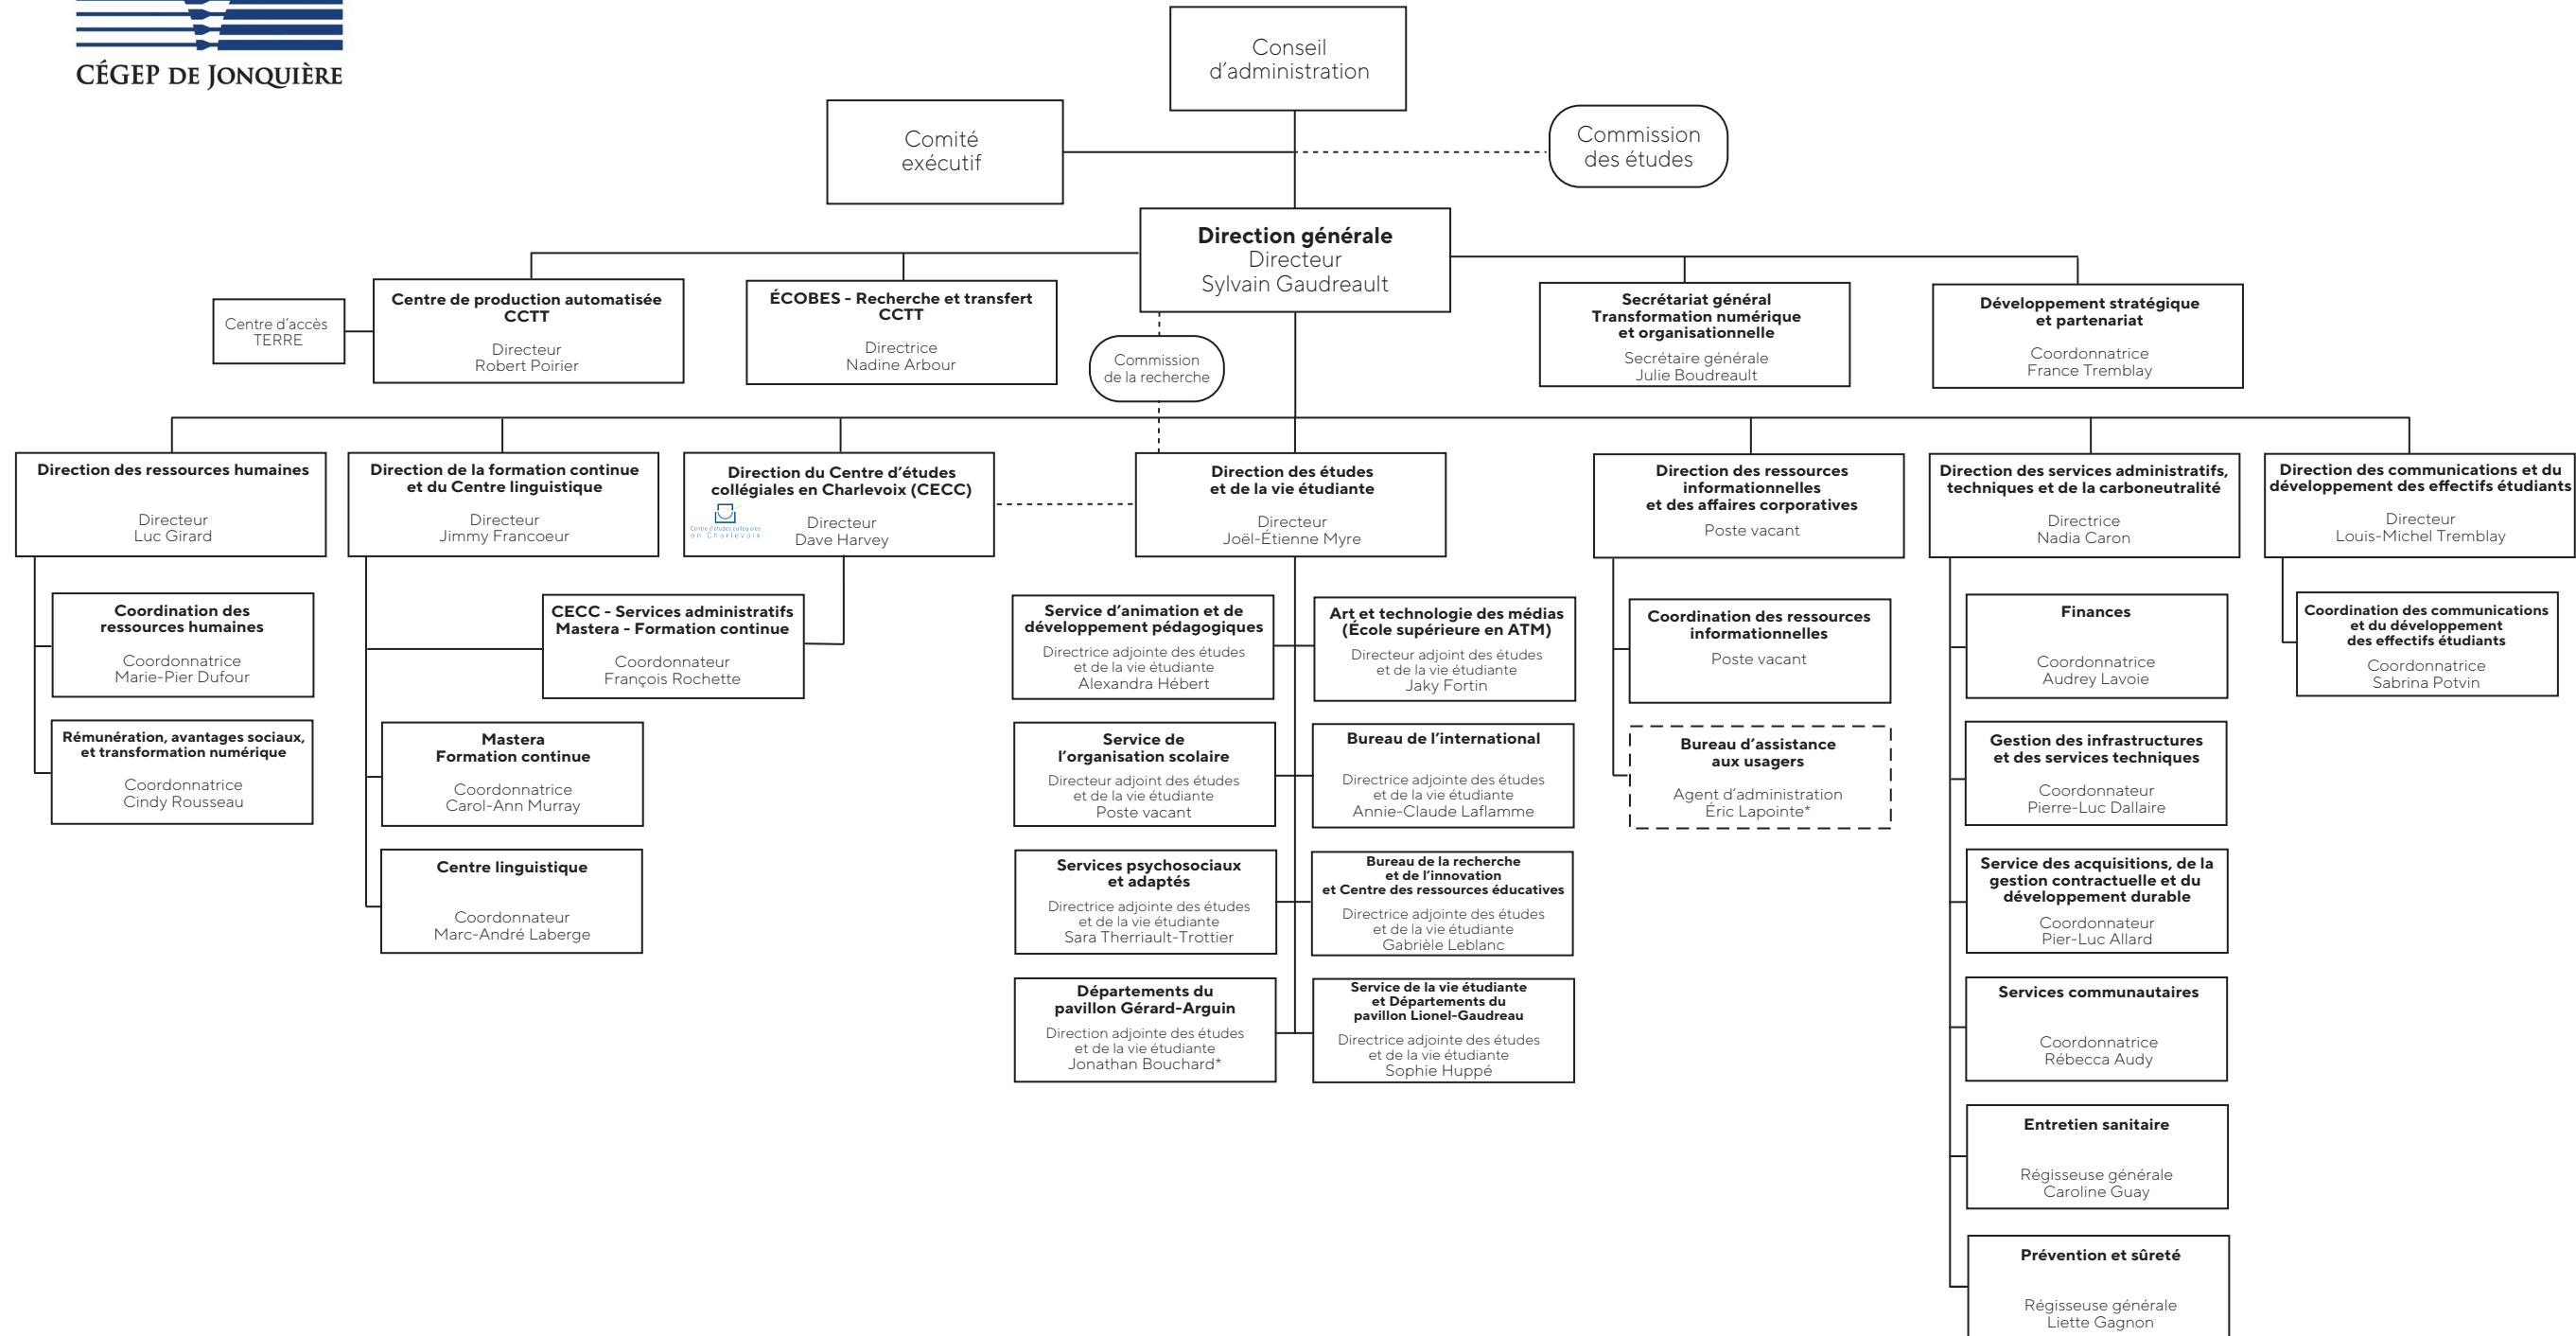 CÉGEP DE JONQUIÈRE
Conseil
d'administration
Comité
exécutif
Commission
des études
Direction générale
Directeur
Sylvain Gaudreault
Centre d'accès
TERRE
Centre de production automatisée
CCTT
Directeur
Robert Poirier
ÉCOBES - Recherche et transfert
CCTT
Directrice
Nadine Arbour
Commission
de la recherche
Secrétariat général
Transformation numérique
et organisationnelle
Secrétaire générale
Julie Boudreault
Développement stratégique
et partenariat
Coordonnatrice
France Tremblay
Direction des ressources humaines
Directeur
Luc Girard
Direction de la formation continue
et du Centre linguistique
Directeur
Jimmy Francoeur
Direction du Centre d'études
collégiales en Charlevoix (CECC)
Centre d'études collégiales
en Charlevoix
Directeur
Dave Harvey
Direction des études
et de la vie étudiante
Directeur
Joël-Étienne Myre
Direction des ressources
informationnelles
et des affaires corporatives
Poste vacant
Direction des services administratifs,
techniques et de la carboneutralité
Directrice
Nadia Caron
Direction des communications et du
développement des effectifs étudiants
Directeur
Louis-Michel Tremblay
Coordination des
ressources humaines
Coordonnatrice
Marie-Pier Dufour
Rémunération, avantages sociaux,
et transformation numérique
Coordonnatrice
Cindy Rousseau
CECC - Services administratifs
Mastera - Formation continue
Coordonnateur
François Rochette
Mastera
Formation continue
Coordonnatrice
Carol-Ann Murray
Centre linguistique
Coordonnateur
Marc-André Laberge
Service d'animation et de
développement pédagogiques
Directrice adjointe des études
et de la vie étudiante
Alexandra Hébert
Art et technologie des médias
(École supérieure en ATM)
Directeur adjoint des études
et de la vie étudiante
Jaky Fortin
Service de
l'organisation scolaire
Directeur adjoint des études
et de la vie étudiante
Poste vacant
Bureau de l'international
Directrice adjointe des études
et de la vie étudiante
Annie-Claude Laflamme
Services psychosociaux
et adaptés
Directrice adjointe des études
et de la vie étudiante
Sara Therriault-Trottier
Bureau de la recherche
et de l'innovation
et Centre des ressources éducatives
Directrice adjointe des études
et de la vie étudiante
Gabrièle Leblanc
Départements du
pavillon Gérard-Arguin
Direction adjointe des études
et de la vie étudiante
Jonathan Bouchard*
Service de la vie étudiante
et Départements du
pavillon Lionel-Gaudreau
Directrice adjointe des études
et de la vie étudiante
Sophie Huppé
Coordination des ressources
informationnelles
Poste vacant
Bureau d'assistance
aux usagers
Agent d'administration
Éric Lapointe*
Finances
Coordonnatrice
Audrey Lavoie
Gestion des infrastructures
et des services techniques
Coordonnateur
Pierre-Luc Dallaire
Service des acquisitions, de la
gestion contractuelle et du
développement durable
Coordonnateur
Pier-Luc Allard
Services communautaires
Coordonnatrice
Rébecca Audy
Entretien sanitaire
Régisseuse générale
Caroline Guay
Prévention et sûreté
Régisseuse générale
Liette Gagnon
Coordination des communications
et du développement
des effectifs étudiants
Coordonnatrice
Sabrina Potvin